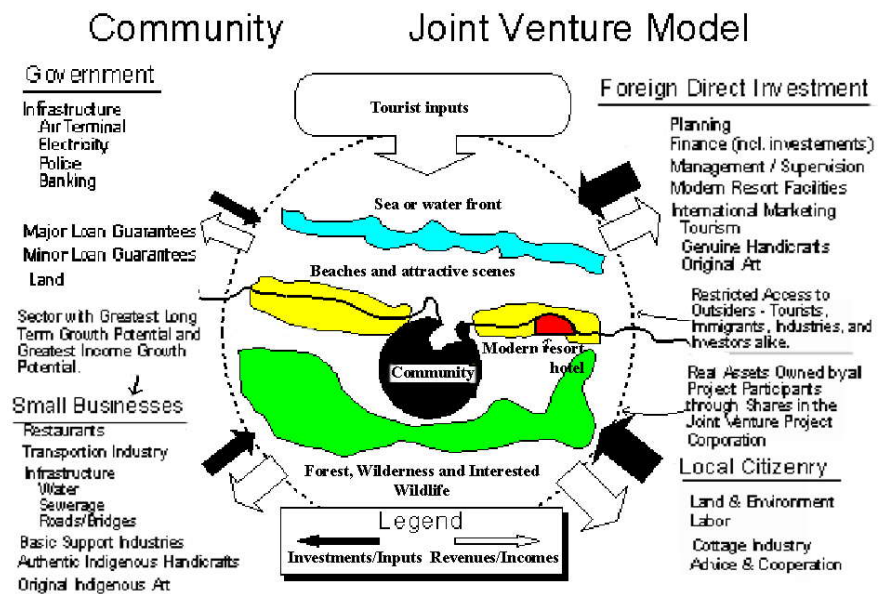 Community Joint Venture Model
Government
Infrastructure
Air Terminal
Electricity
Police
Banking
Major Loan Guarantees
Minor Loan Guarantees
Land
Sector with Greatest Long
Term Growth Potential and
Greatest Income Growth
Potential.
Small Businesses
Restaurants
Transportion Industry
Infrastructure
Water
Sewerage
Roads/Bridges
Basic Support Industries
Authentic Indigenous Handicrafts
Original Indigenous Art
Tourist inputs
Sea or water front
Beaches and attractive scenes
Modern resort
hotel
Community
Forest, Wilderness and Interested
Wildlife
Legend
Investments/Inputs Revenues/Incomes
Foreign Direct Investment
Planning
Finance (incl. investements)
Management / Supervision
Modern Resort Facilities
International Marketing
Tourism
Genuine Handicrafts
Original Art
Restricted Access to
Outsiders - Tourists,
Immigrants, Industries, and
Investors alike.
Real Assets Owned by all
Project Participants
through Shares in the
Joint Venture Project
Corporation
Local Citizenry
Land & Environment
Labor
Cottage Industry
Advice & Cooperation